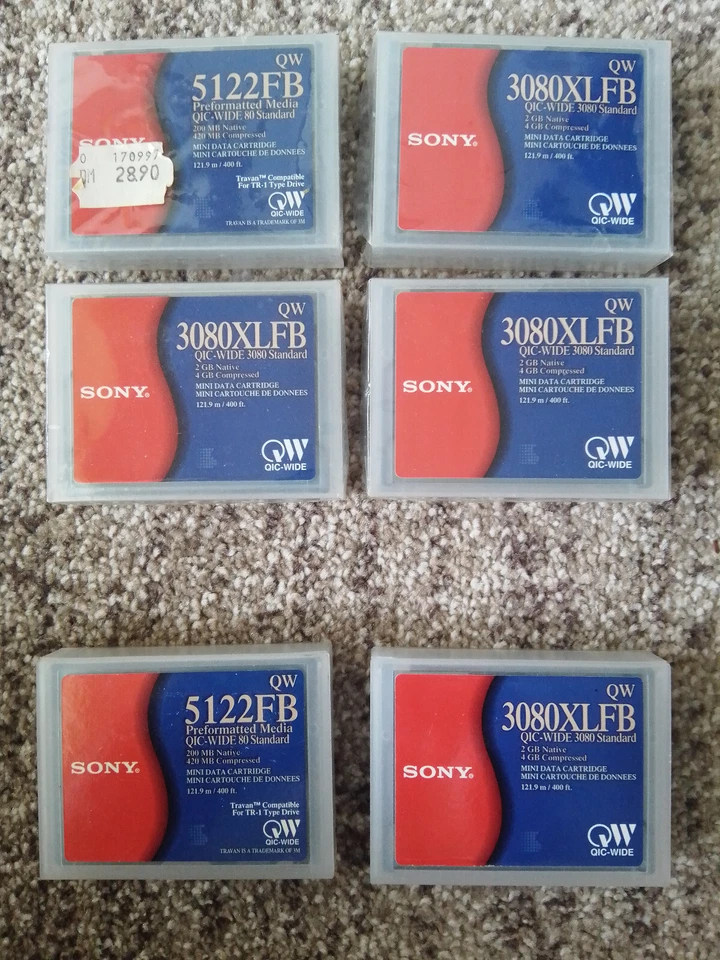 QW
5122FB
Preformatted Media
QIC-WIDE 80 Standard
200 MB Native
420 MB Compressed
SONY
MINI DATA CARTRIDGE
MINI CARTOUCHE DE DONNEES
121.9 m / 400 ft.
170997
DM 28.90
Travan™ Compatible
For TR-1 Type Drive
QW
QIC-WIDE
TRAVAN IS A TRADEMARK OF 3M
QW
3080XLFB
QIC-WIDE 3080 Standard
2 GB Native
4 GB Compressed
SONY®
MINI DATA CARTRIDGE
MINI CARTOUCHE DE DONNEES
121.9 m / 400 ft.
QW
QIC-WIDE
QW
3080XLFB
QIC-WIDE 3080 Standard
2 GB Native
4 GB Compressed
SONY®
MINI DATA CARTRIDGE
MINI CARTOUCHE DE DONNEES
121.9 m / 400 ft.
QW
QIC-WIDE
QW
3080XLFB
QIC-WIDE 3080 Standard
2 GB Native
4 GB Compressed
SONY®
MINI DATA CARTRIDGE
MINI CARTOUCHE DE DONNEES
121.9 m / 400 ft.
QW
QIC-WIDE
QW
5122FB
Preformatted Media
QIC-WIDE 80 Standard
200 MB Native
420 MB Compressed
SONY®
MINI DATA CARTRIDGE
MINI CARTOUCHE DE DONNEES
121.9 m / 400 ft.
Travan™ Compatible
For TR-1 Type Drive
QW
QIC-WIDE
TRAVAN IS A TRADEMARK OF 3M
QW
3080XLFB
QIC-WIDE 3080 Standard
2 GB Native
4 GB Compressed
SONY®
MINI DATA CARTRIDGE
MINI CARTOUCHE DE DONNEES
121.9 m / 400 ft.
QW
QIC-WIDE